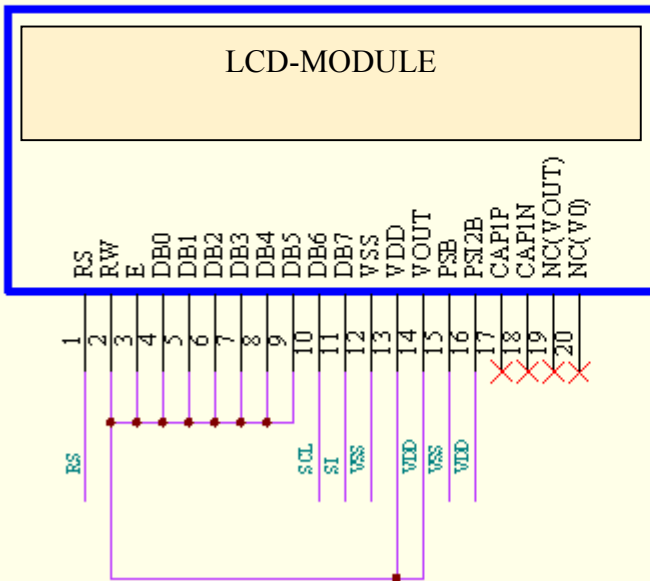 LCD-MODULE
RS
RW
E
DB0
DB1
DB2
DB3
DB4
DB5
DB6
DB7
VSS
VDD
VOUT
PSB
PSI2B
CAP1P
CAP1N
NC(VOUT)
NC(V0)
1
2
3
4
5
6
7
8
9
10
11
12
13
14
15
16
17
18
19
20
RS
SCL
SI
VSS
VDD
VSS
VDD